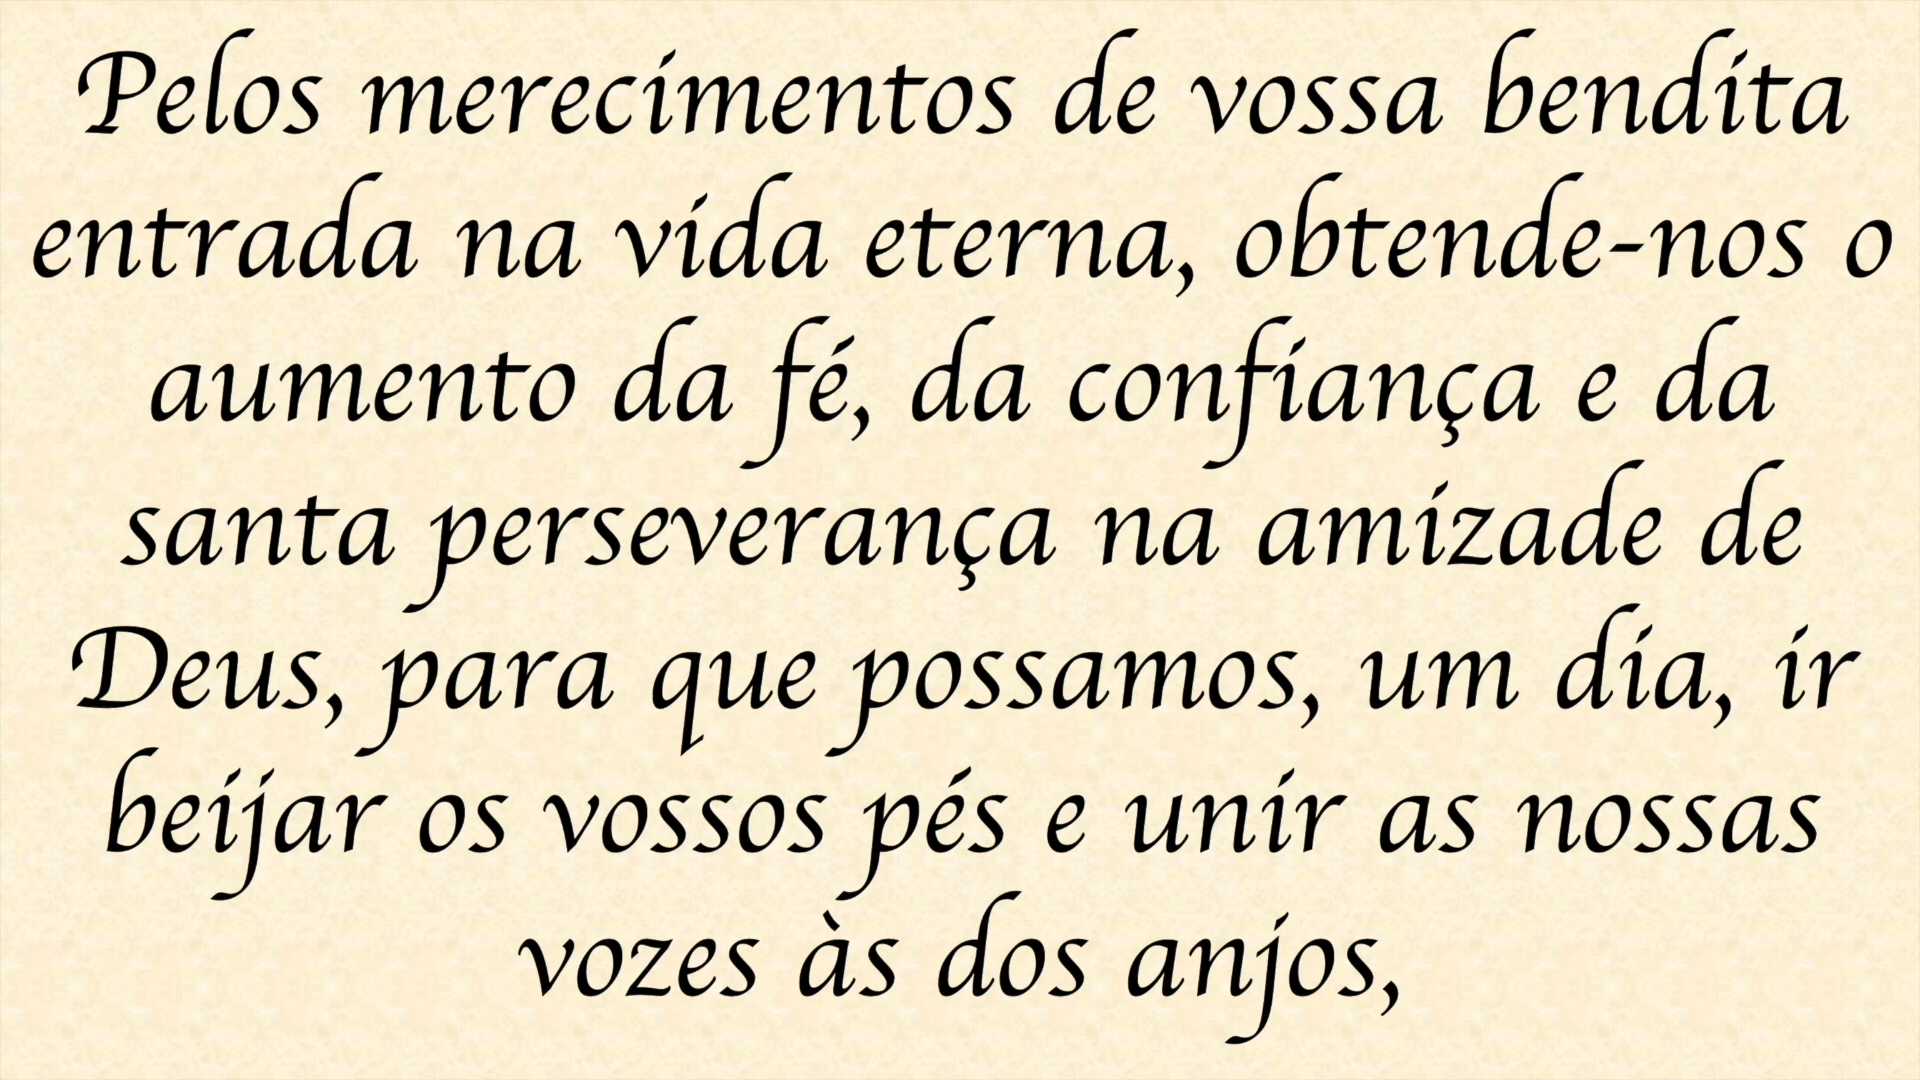 Pelos merecimentos de vossa bendita
entrada na vida eterna, obtende-nos o
aumento da fé, da confiança e da
santa perseverança na amizade de
Deus, para que possamos, um dia, ir
beijar os vossos pés e unir as nossas
vozes às dos anjos,